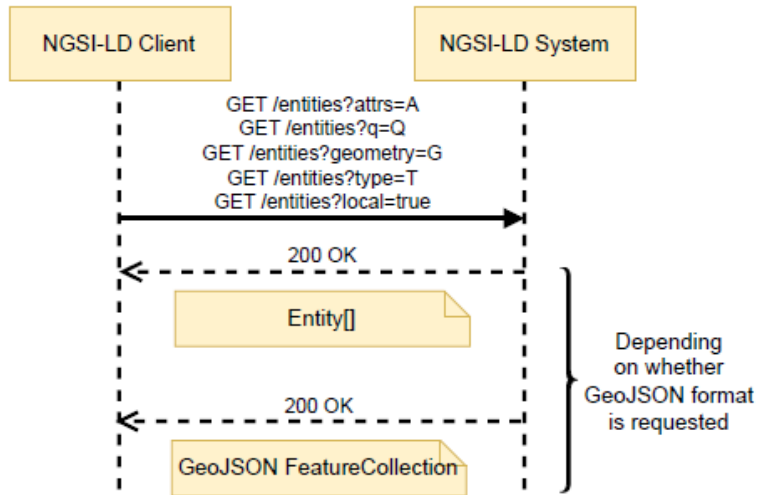 NGSI-LD Client
NGSI-LD System
GET /entities?attrs=A
GET /entities?q=Q
GET /entities?geometry=G
GET /entities?type=T
GET /entities?local=true
200 OK
Entity[]
Depending
on whether
GeoJSON format
is requested
200 OK
GeoJSON FeatureCollection